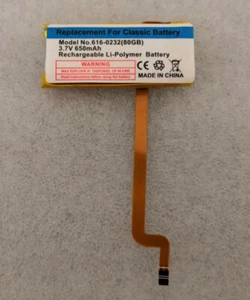 Replacement For Classic Battery
Model No.616-0232(80GB)
3.7V 650mAh
Rechargeable Li-Polymer Battery
WARNING
CE
MADE IN CHINA